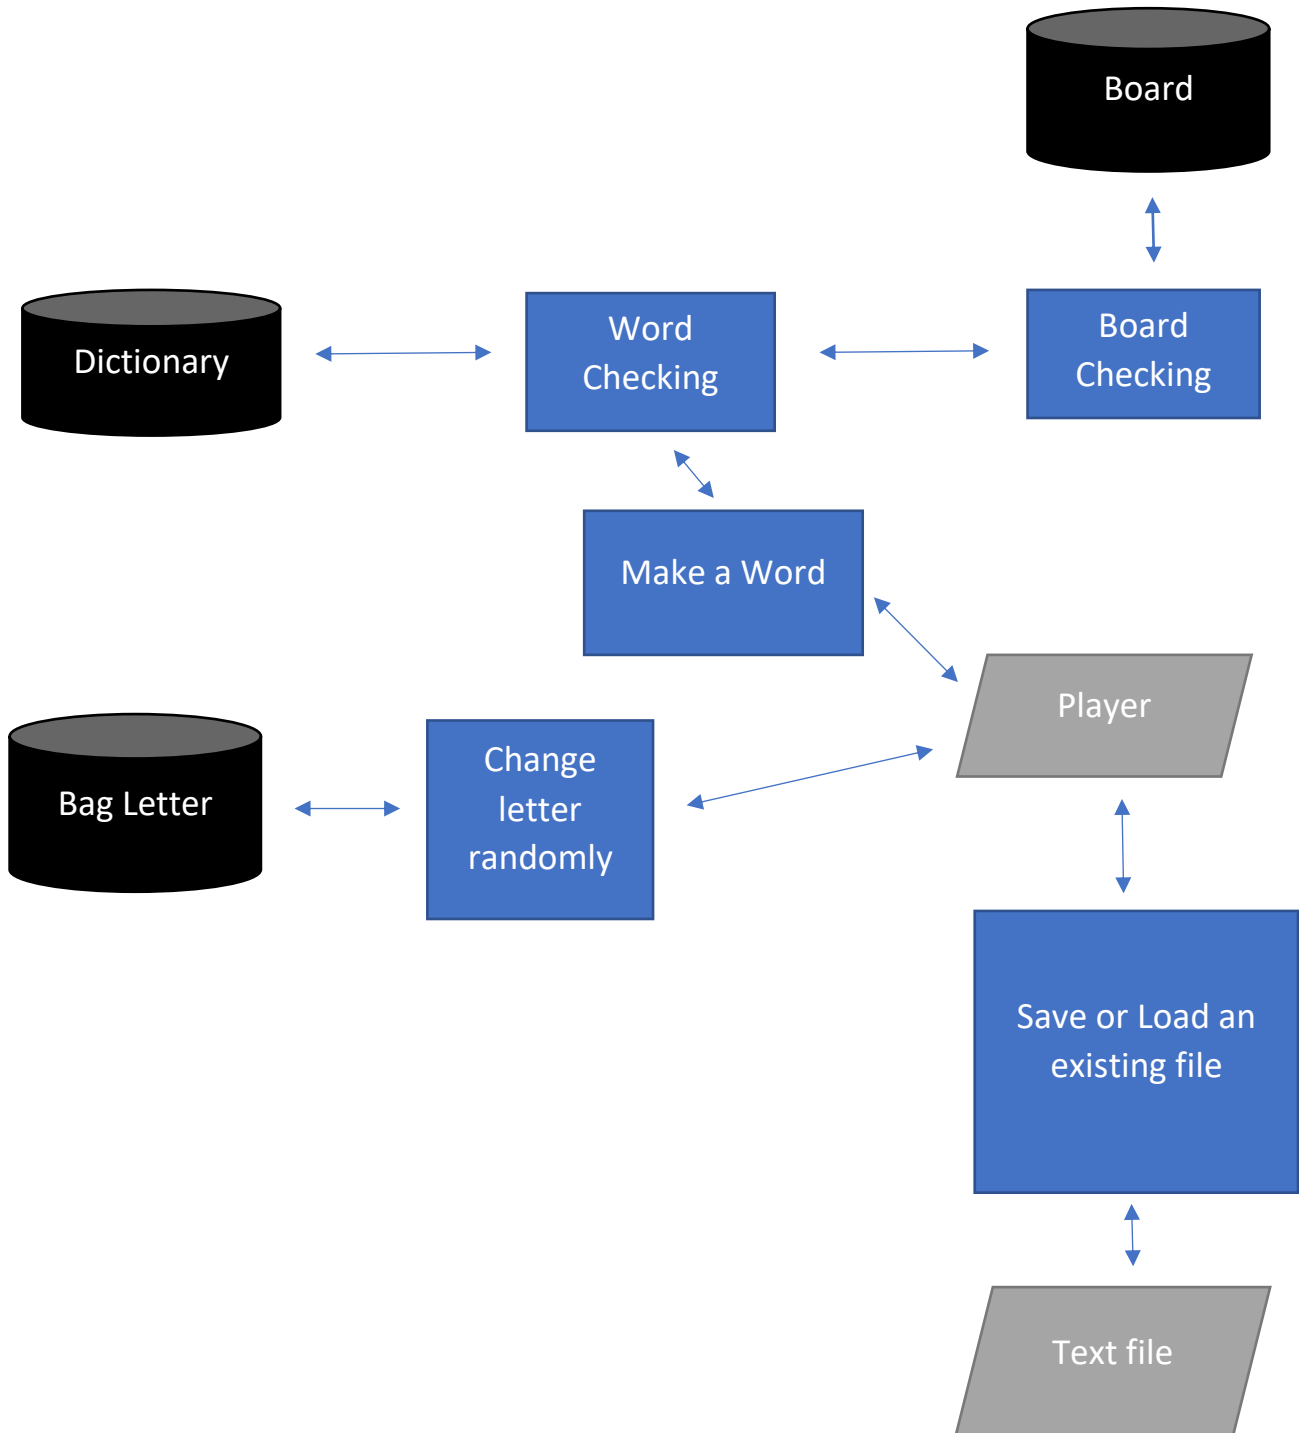 Board
Dictionary
Word
Checking
Board
Checking
Make a Word
Player
Bag Letter
Change
letter
randomly
Save or Load an
existing file
Text file